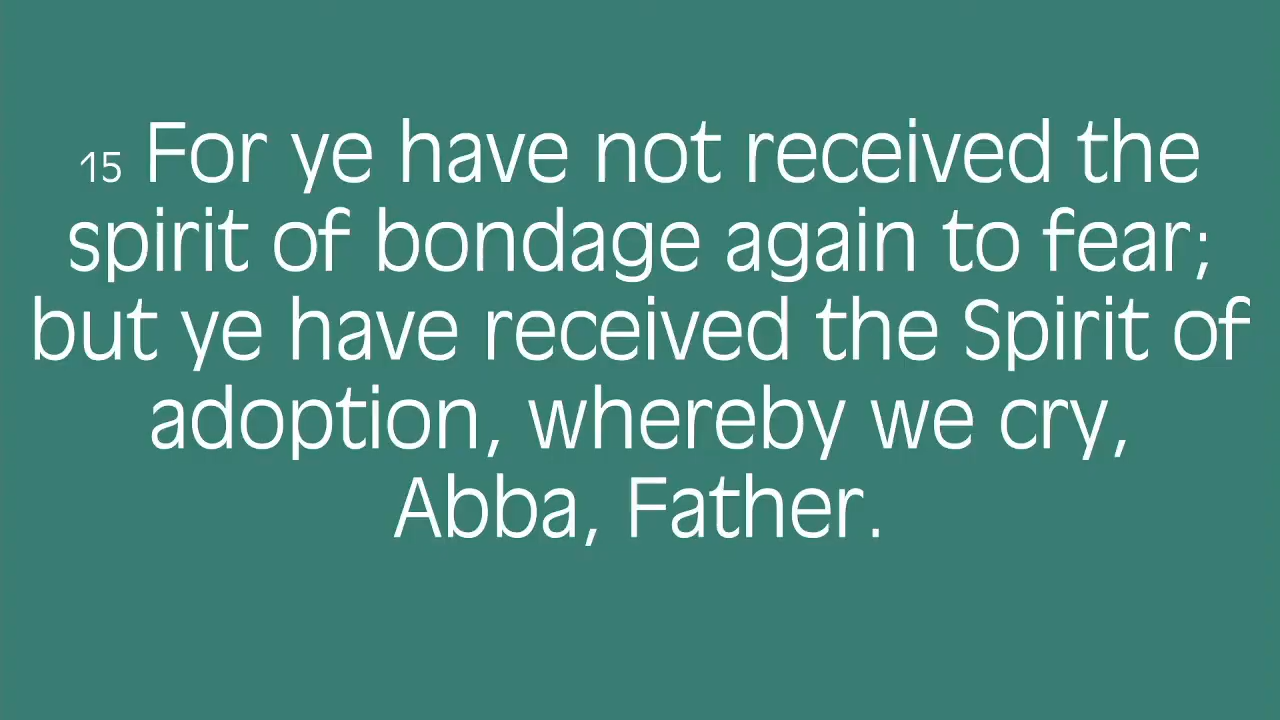 15 For ye have not received the
spirit of bondage again to fear;
but ye have received the Spirit of
adoption, whereby we cry,
Abba, Father.